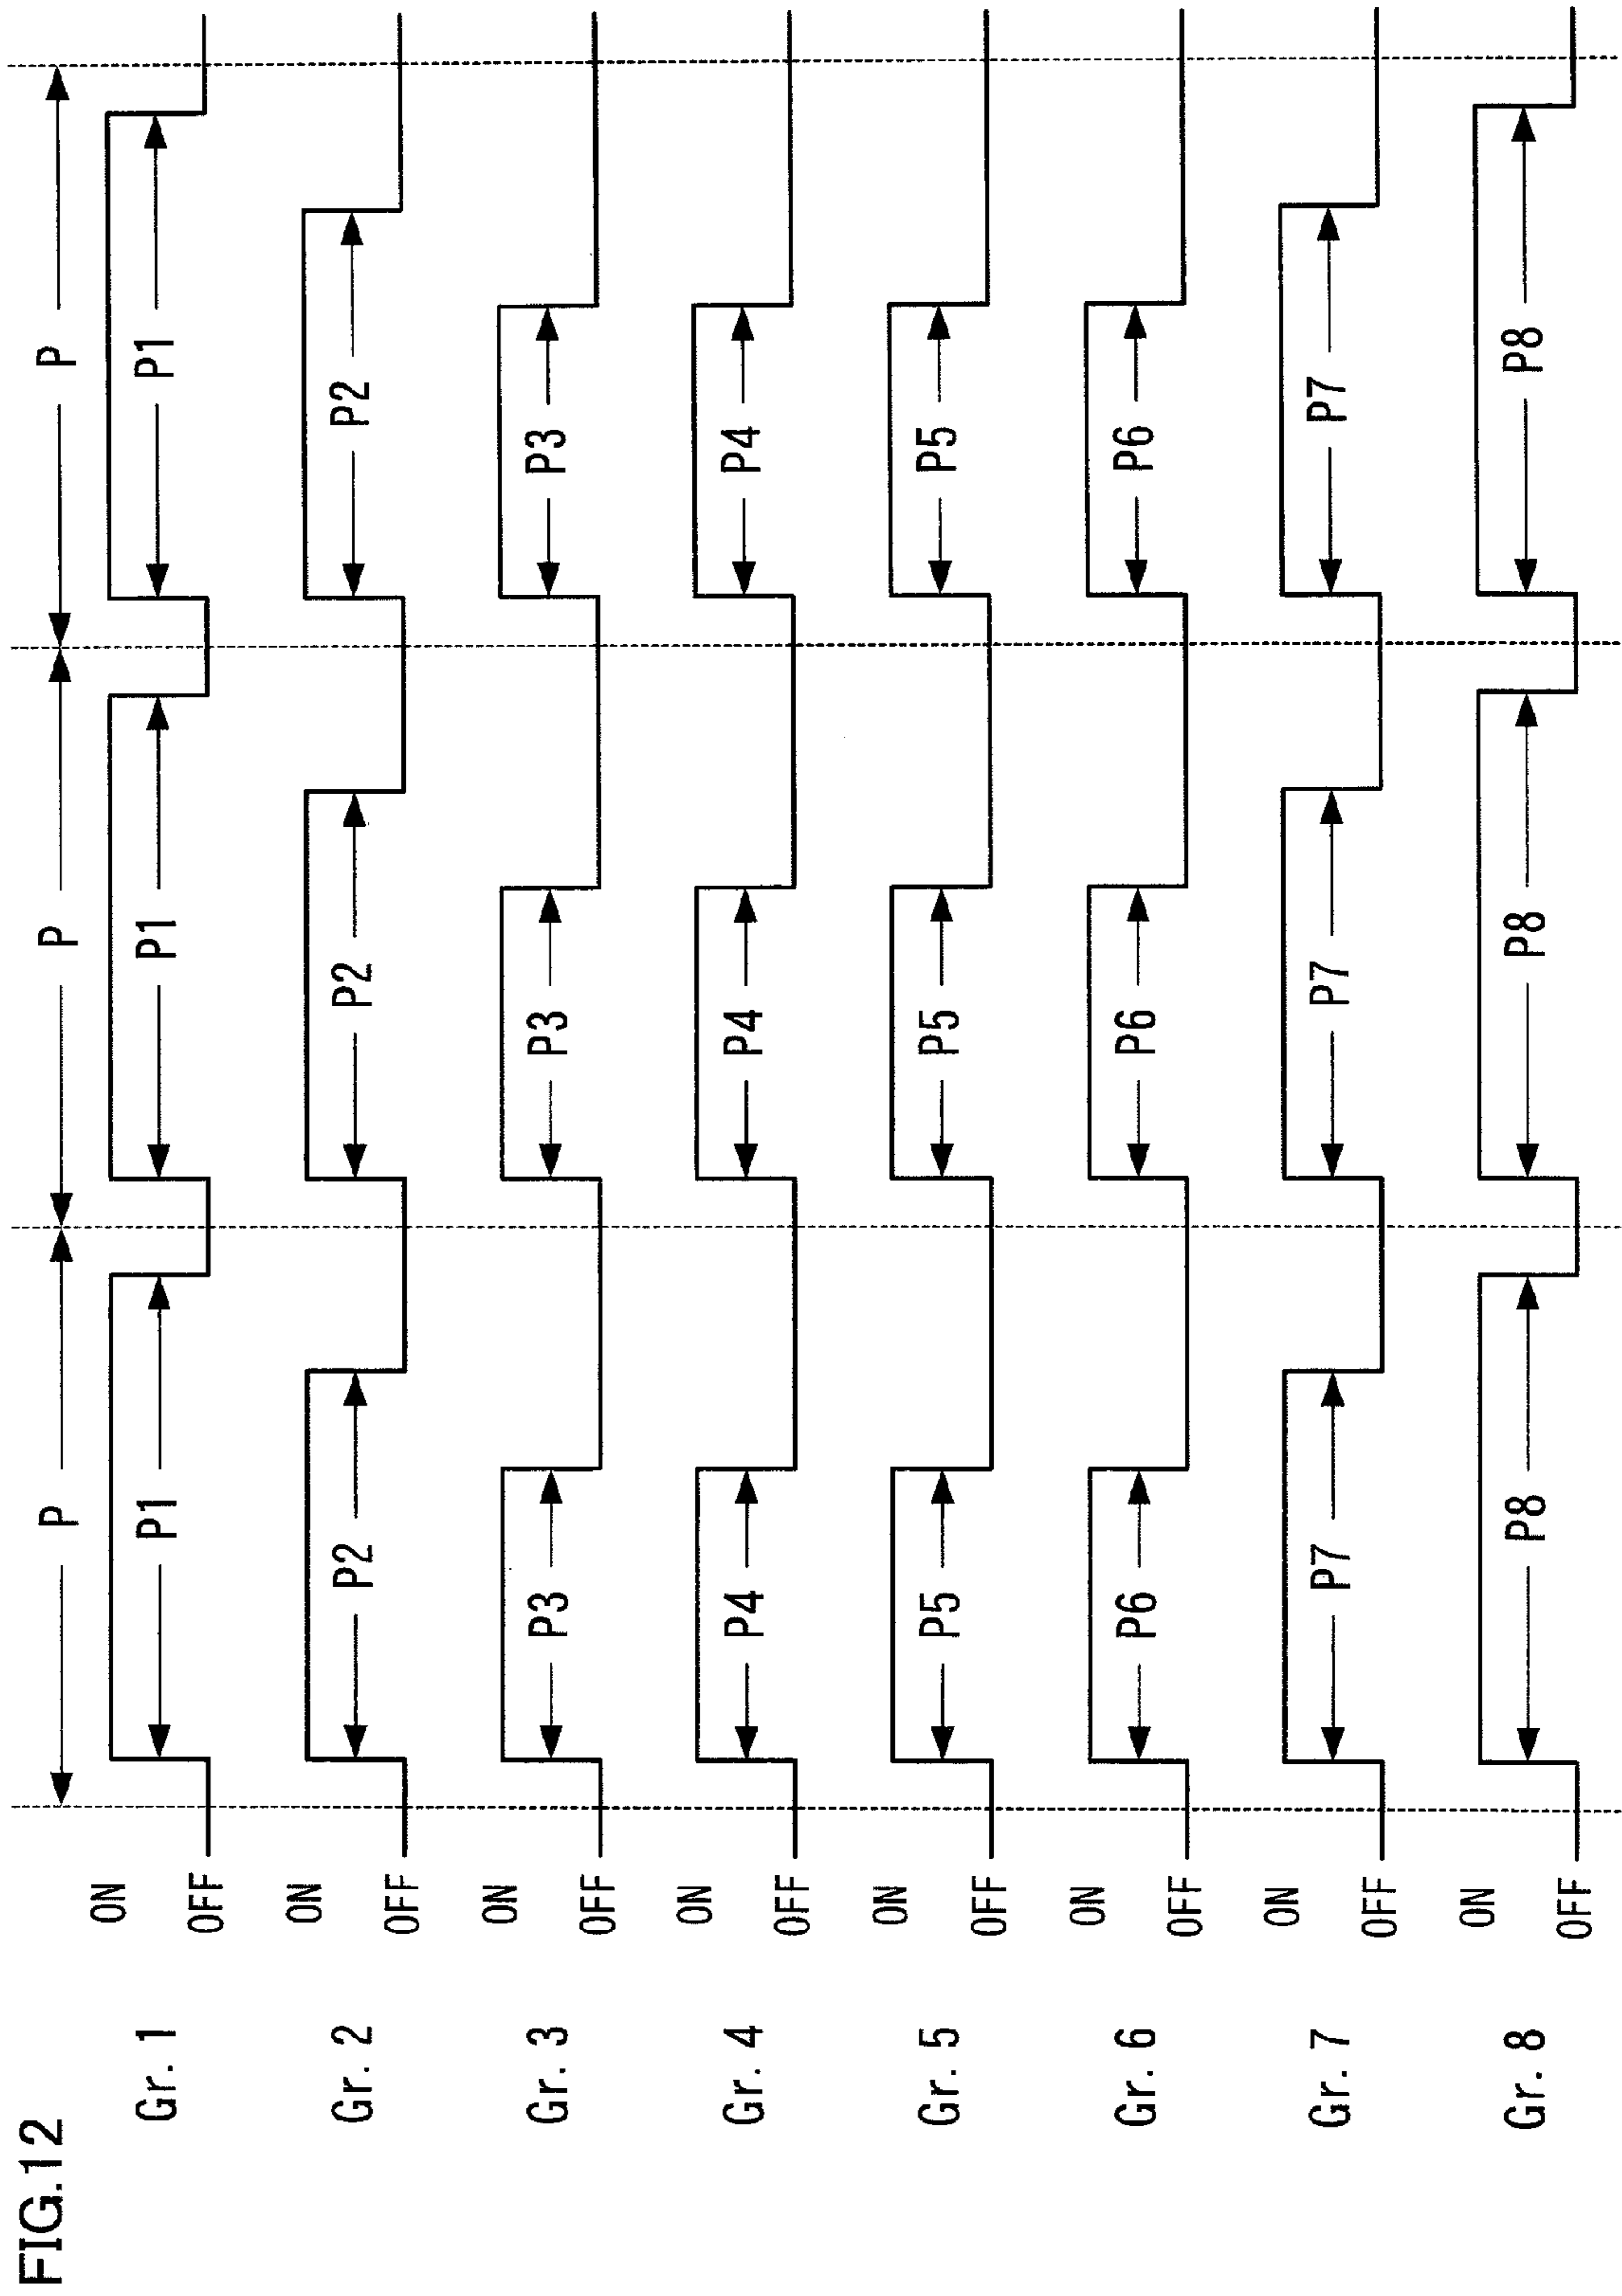 FIG.12
P P P
Gr. 1 ON OFF P1 P1 P1
Gr. 2 ON OFF P2 P2 P2
Gr. 3 ON OFF P3 P3 P3
Gr. 4 ON OFF P4 P4 P4
Gr. 5 ON OFF P5 P5 P5
Gr. 6 ON OFF P6 P6 P6
Gr. 7 ON OFF P7 P7 P7
Gr. 8 ON OFF P8 P8 P8